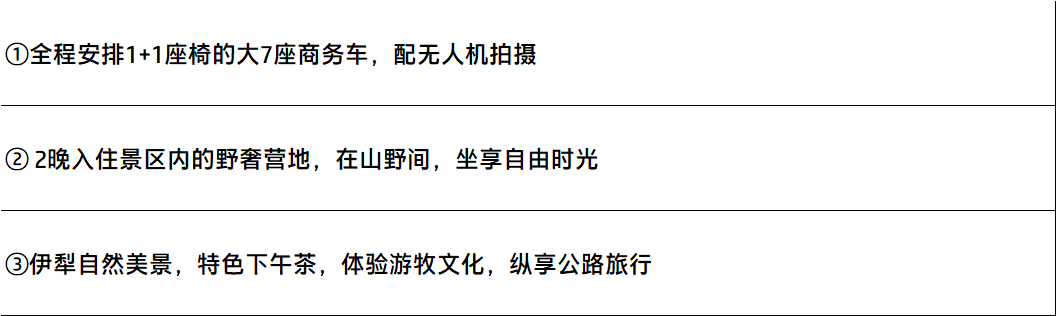 ①全程安排1+1座椅的大7座商务车，配无人机拍摄
② 2晚入住景区内的野奢营地，在山野间，坐享自由时光
③伊犁自然美景，特色下午茶，体验游牧文化，纵享公路旅行